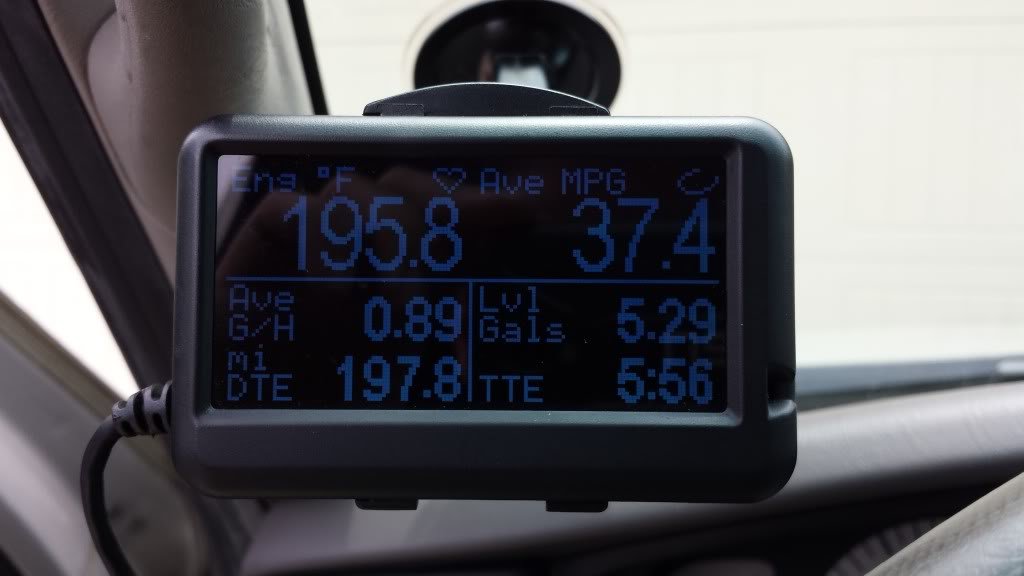 Eng °F ♡ Ave MPG
195.8 37.4
Ave G/H 0.89
Lvl Gals 5.29
mi DTE 197.8
TTE 5:56